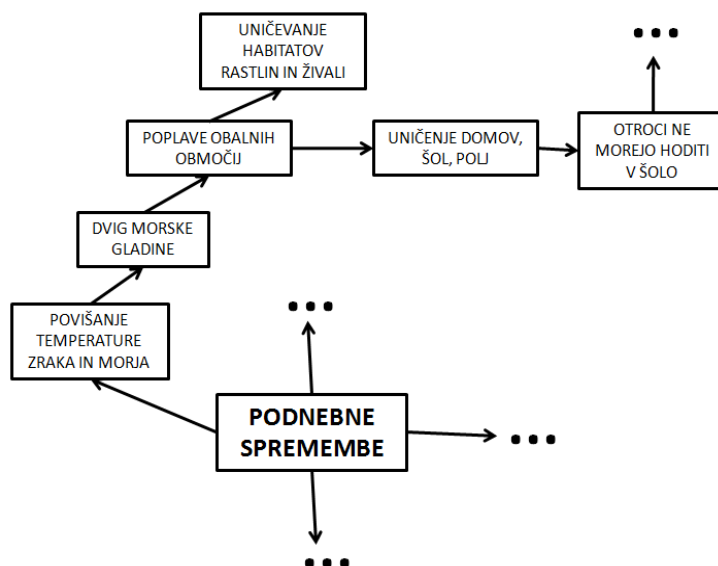 UNIČEVANJE
HABITATOV
RASTLIN IN ŽIVALI
...
POPLAVE OBALNIH
OBMOČIJ
UNIČENJE DOMOV,
ŠOL, POLJ
OTROCI NE
MOREJO HODITI
V ŠOLO
DVIG MORSKE
GLADINE
POVIŠANJE
TEMPERATURE
ZRAKA IN MORJA
...
PODNEBNE
SPREMEMBE
...
...